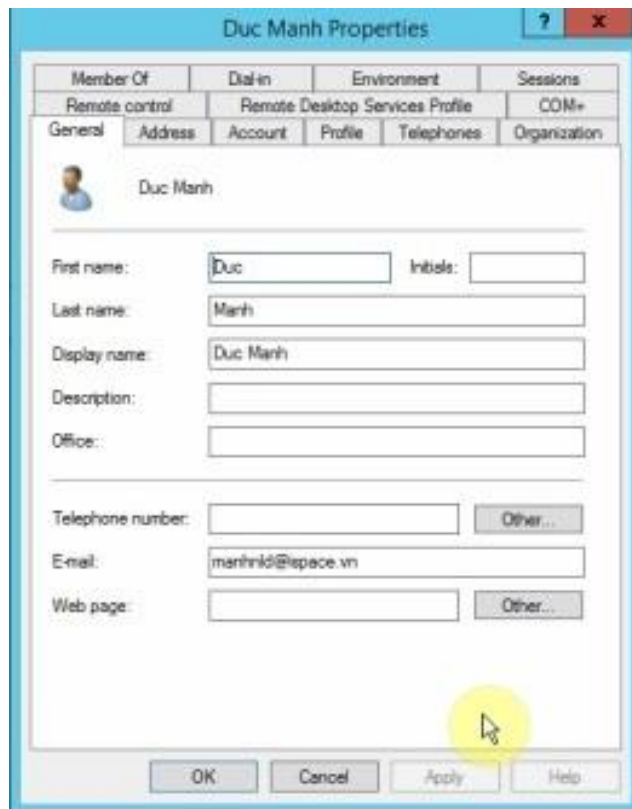 Duc Manh Properties
? x
Member Of Dial-in Environment Sessions
Remote control Remote Desktop Services Profile COM+
General Address Account Profile Telephones Organization
Duc Manh
First name: Duc Initials:
Last name: Manh
Display name: Duc Manh
Description:
Office:
Telephone number: Other...
E-mail: manhnld@ispace.vn
Web page: Other...
OK Cancel Apply Help